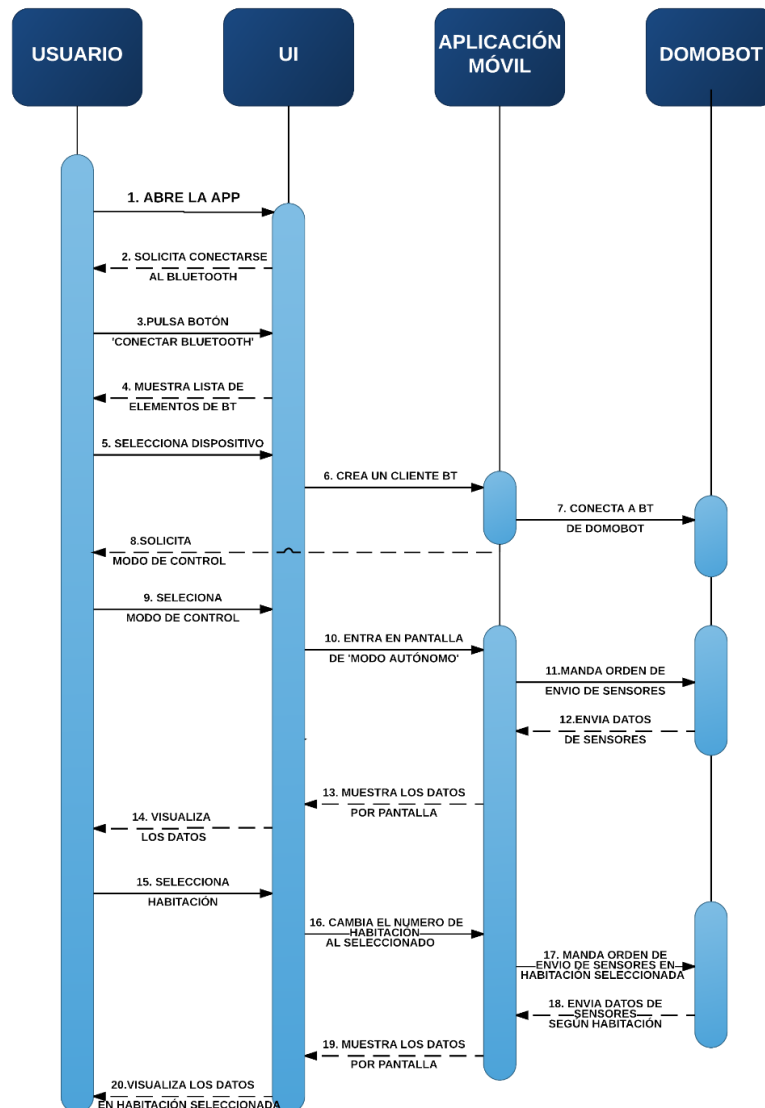 USUARIO
UI
APLICACIÓN
MÓVIL
DOMOBOT
1. ABRE LA APP
2. SOLICITA CONECTARSE
AL BLUETOOTH
3.PULSA BOTÓN
'CONECTAR BLUETOOTH'
4. MUESTRA LISTA DE
ELEMENTOS DE BT
5. SELECCIONA DISPOSITIVO
6. CREA UN CLIENTE BT
7. CONECTA A BT
DE DOMOBOT
8.SOLICITA
MODO DE CONTROL
9. SELECIONA
MODO DE CONTROL
10. ENTRA EN PANTALLA
DE 'MODO AUTÓNOMO'
11.MANDA ORDEN DE
ENVIO DE SENSORES
12.ENVIA DATOS
DE SENSORES
13. MUESTRA LOS DATOS
POR PANTALLA
14. VISUALIZA
LOS DATOS
15. SELECCIONA
HABITACIÓN
16. CAMBIA EL NUMERO DE
HABITACIÓN
AL SELECCIONADO
17. MANDA ORDEN DE
ENVIO DE SENSORES EN
HABITACIÓN SELECCIONADA
18. ENVIA DATOS DE
SENSORES
SEGÚN HABITACIÓN
19. MUESTRA LOS DATOS
POR PANTALLA
20.VISUALIZA LOS DATOS
EN HABITACIÓN SELECCIONADA